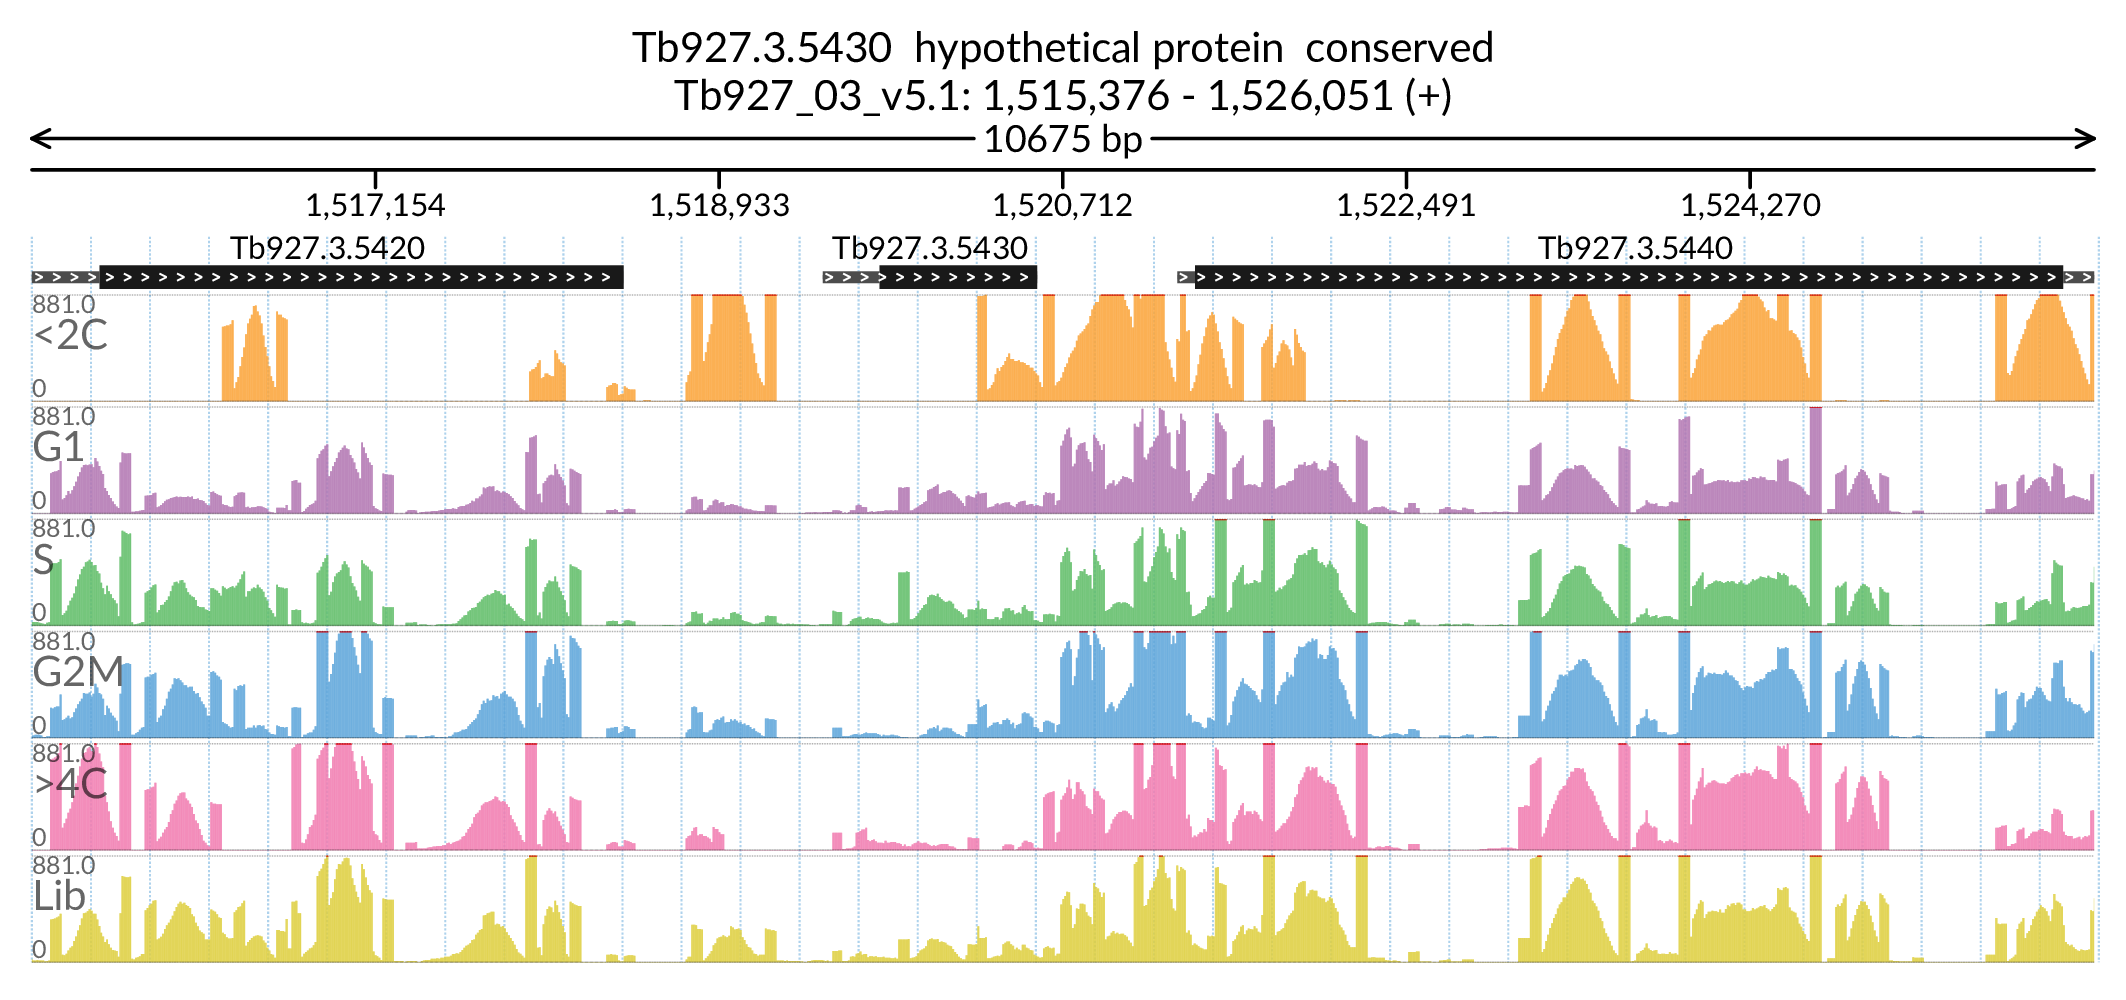 Tb927.3.5430  hypothetical protein  conserved
Tb927_03_v5.1: 1,515,376 - 1,526,051 (+)
10675 bp
1,517,154 1,518,933 1,520,712 1,522,491 1,524,270
Tb927.3.5420 Tb927.3.5430 Tb927.3.5440
881.0
<2C
0
881.0
G1
0
881.0
S
0
881.0
G2M
0
881.0
>4C
0
881.0
Lib
0